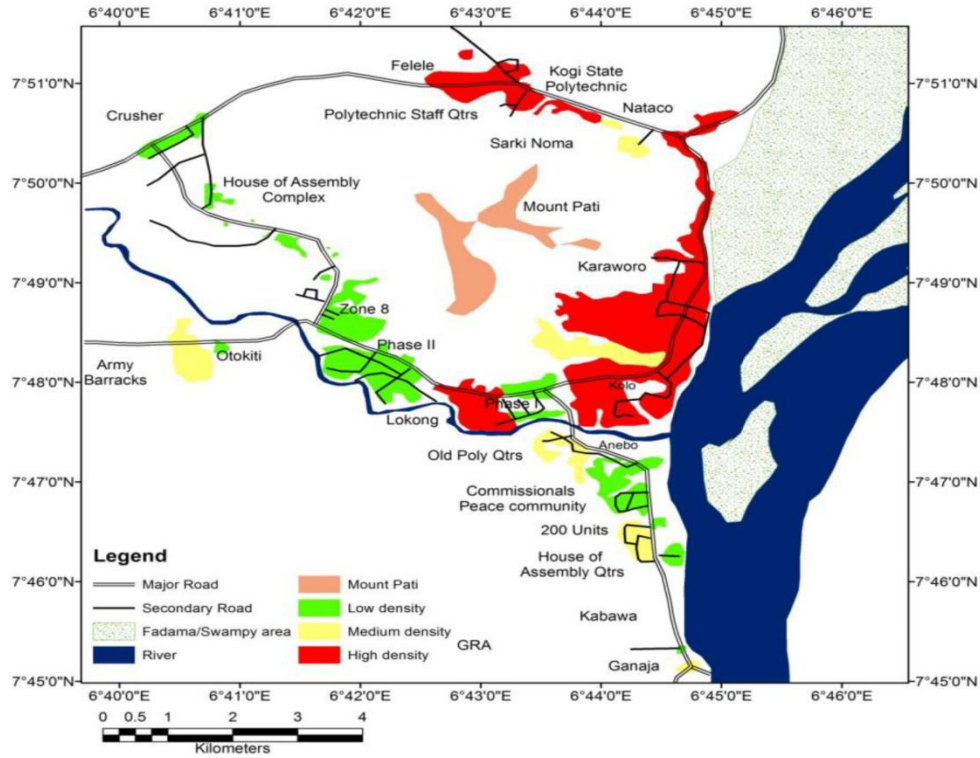 6°40'0"E 6°41'0"E 6°42'0"E 6°43'0"E 6°44'0"E 6°45'0"E 6°46'0"E
Felele
Kogi State
Polytechnic
7°51'0"N 7°51'0"N
Crusher
Polytechnic Staff Qtrs
Nataco
Sarki Noma
7°50'0"N 7°50'0"N
House of Assembly
Complex
Mount Pati
Karaworo
7°49'0"N 7°49'0"N
Zone 8
Phase II
Otokiti
Army
Barracks
7°48'0"N 7°48'0"N
Kolo
Phase I
Lokong
Anebo
Old Poly Qtrs
7°47'0"N 7°47'0"N
Commissionals
Peace community
200 Units
House of
Assembly Qtrs
7°46'0"N 7°46'0"N
Legend
Major Road
Secondary Road
Fadama/Swampy area
River
Mount Pati
Low density
Medium density
High density
Kabawa
GRA
Ganaja
7°45'0"N 7°45'0"N
6°40'0"E 6°41'0"E 6°42'0"E 6°43'0"E 6°44'0"E 6°45'0"E 6°46'0"E
0 0.5 1 2 3 4
Kilometers